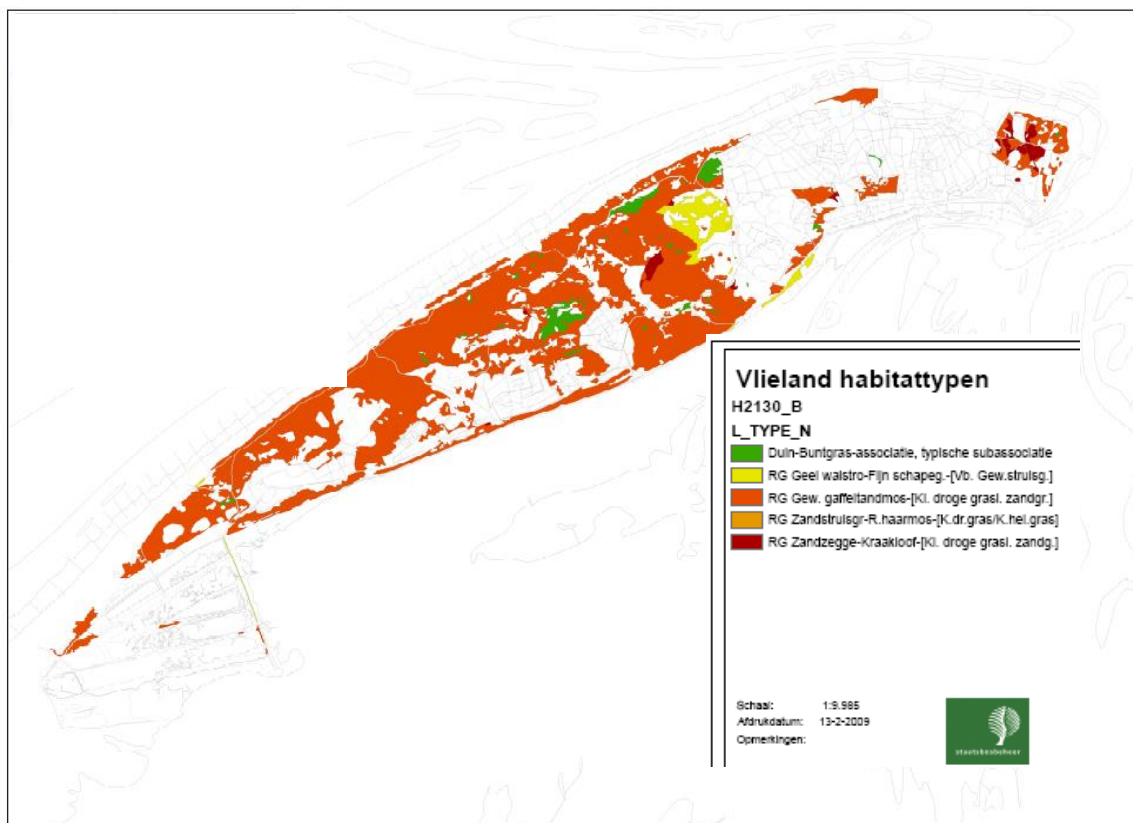 Vlieland habitattypen
H2130_B
L_TYPE_N
Duin-Buntgras-associatie, typische subassociatie
RG Geel walstro-Fijn schapeg.-[Vb. Gew.struisg.]
RG Gew. gaffeltandmos-[Kl. droge grasl. zandgr.]
RG Zandstruisgr-R.haarmos-[K.dr.gras/K.hei.gras]
RG Zandzegge-Kraakloof-[Kl. droge grasl. zandg.]
Schaal: 1:9.985
Afdrukdatum: 13-2-2009
Opmerkingen:
staatsbosbeheer